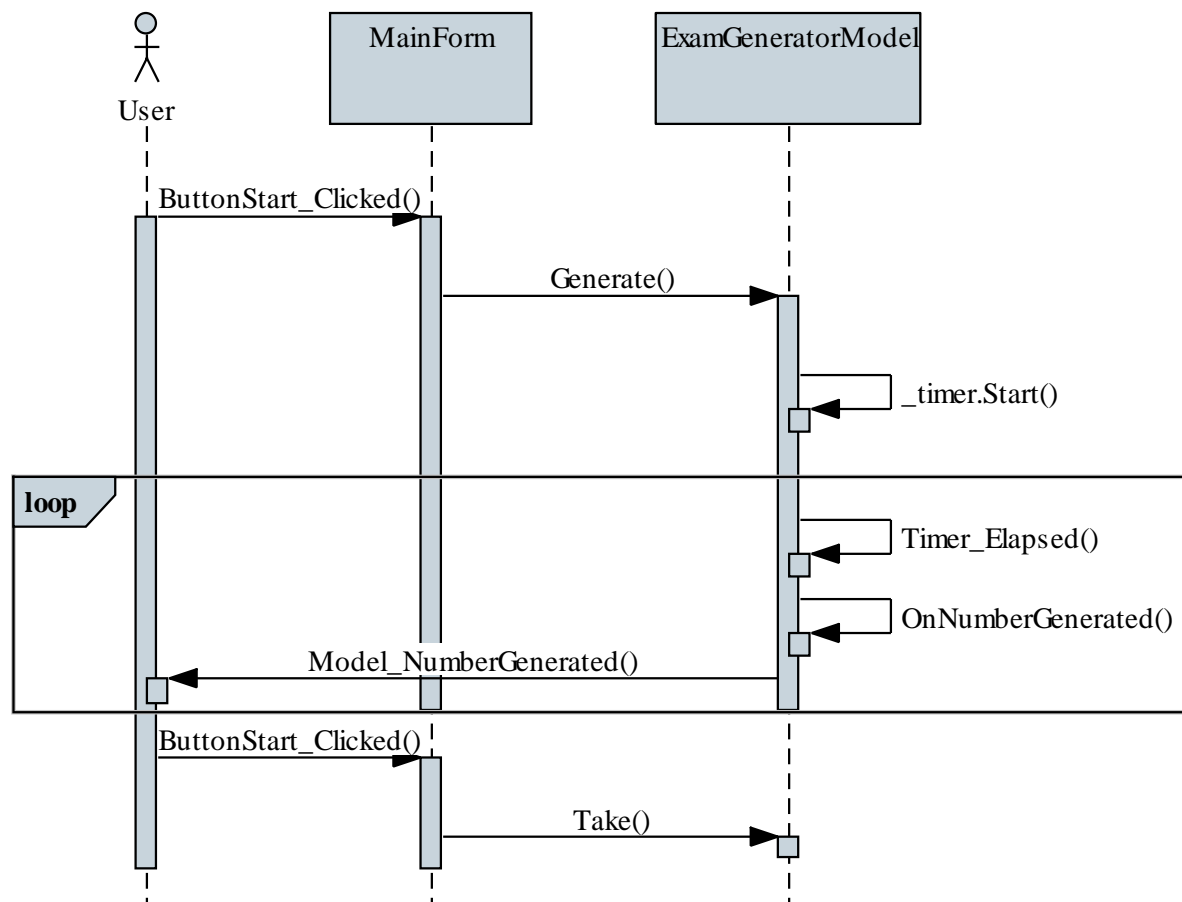 MainForm
ExamGeneratorModel
User
ButtonStart_Clicked()
Generate()
_timer.Start()
loop
Timer_Elapsed()
OnNumberGenerated()
Model_NumberGenerated()
ButtonStart_Clicked()
Take()